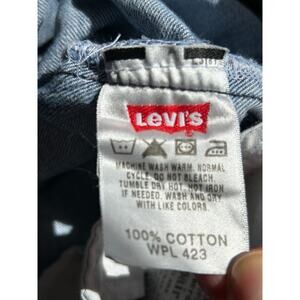 LEVI'S
MACHINE WASH WARM. NORMAL
CYCLE. DO NOT BLEACH.
TUMBLE DRY HOT. HOT IRON
IF NEEDED. WASH AND DRY
WITH LIKE COLORS.
100% COTTON
WPL 423